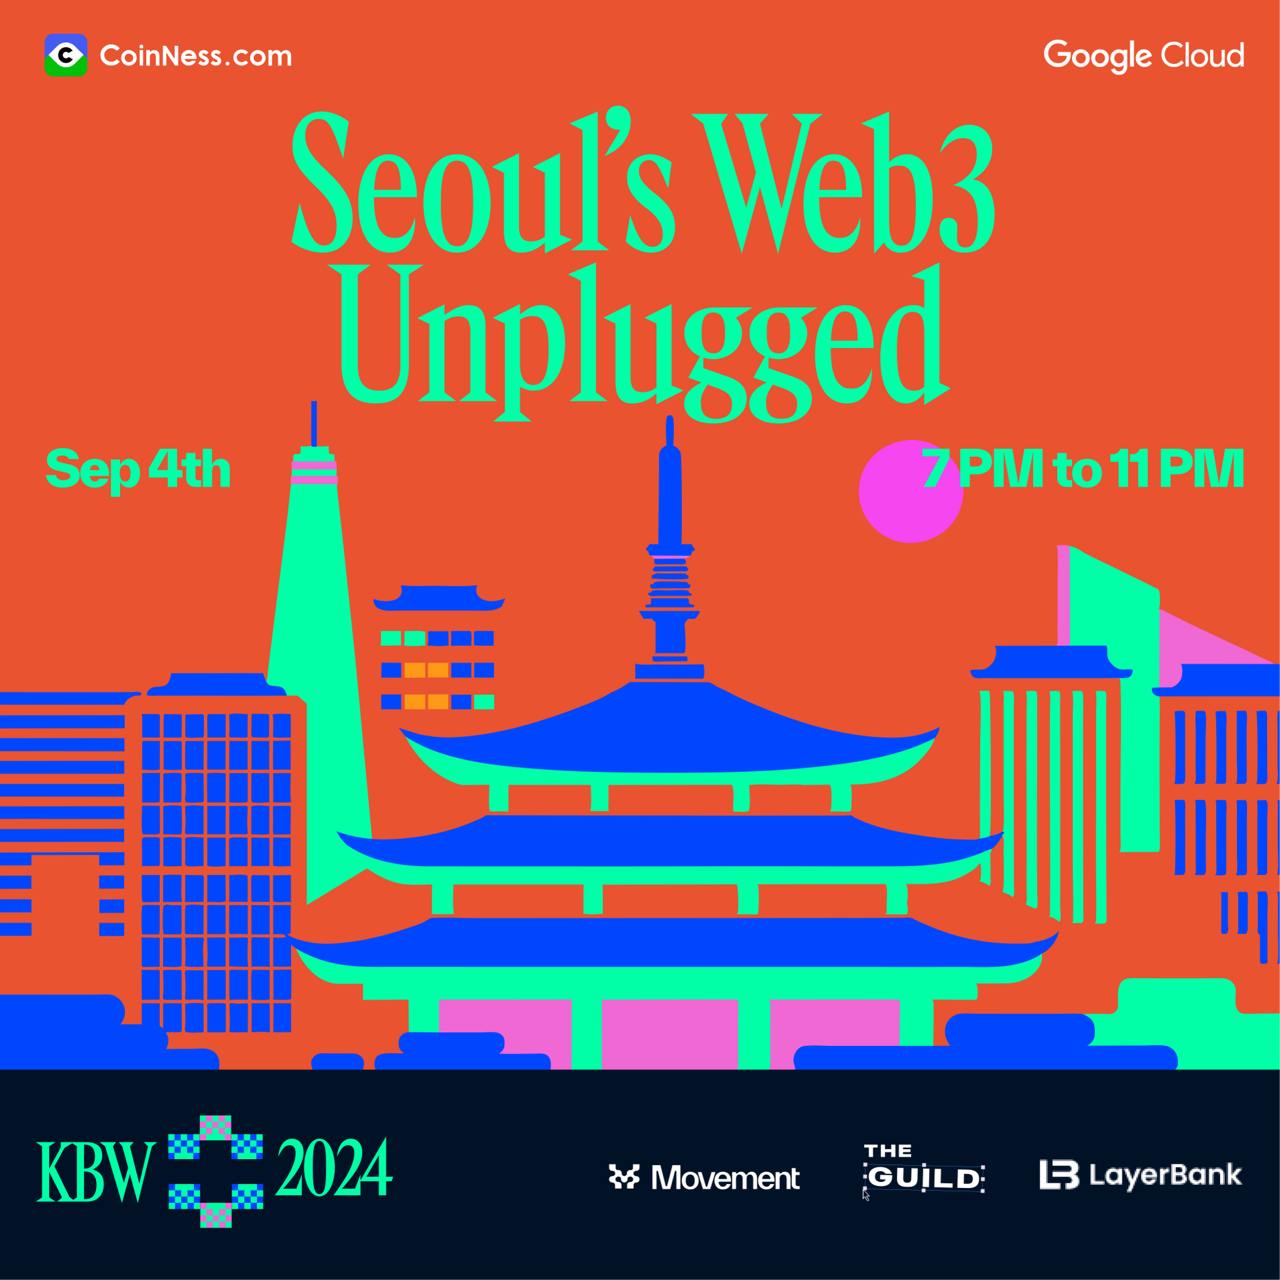 CoinNess.com
Google Cloud
Seoul's Web3
Unplugged
Sep 4th
7 PM to 11 PM
KBW 2024
Movement
THE
GUILD
LayerBank